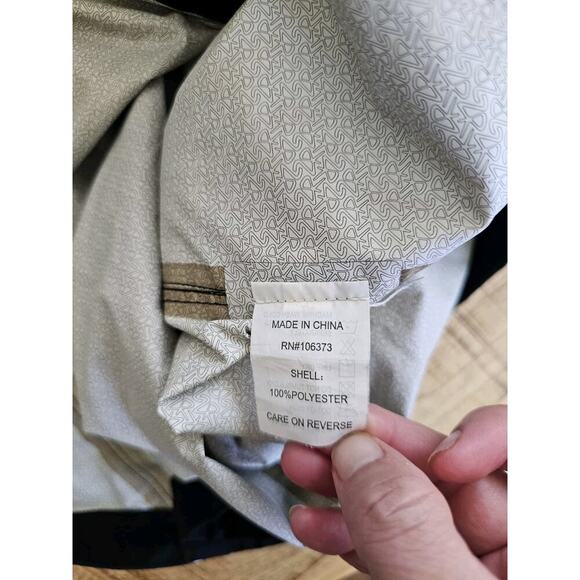 MADE IN CHINA
RN#106373
SHELL:
100%POLYESTER
CARE ON REVERSE